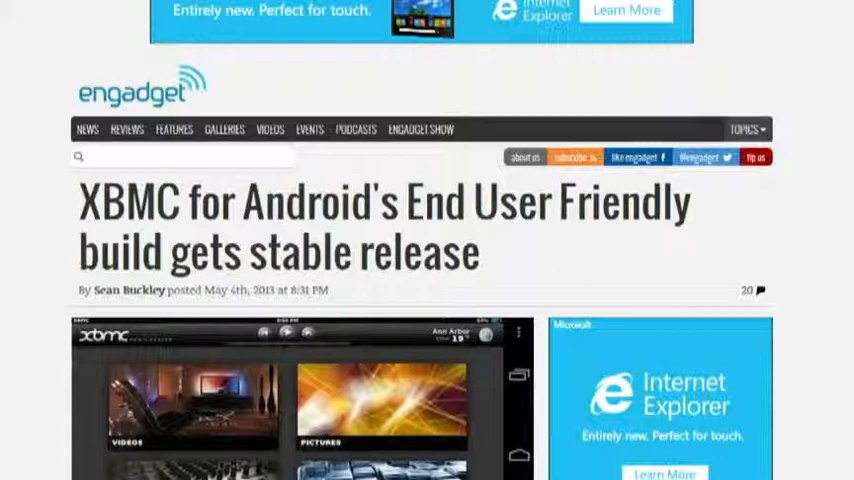 Entirely new. Perfect for touch.
Internet
Explorer
Learn More
engadget
NEWS REVIEWS FEATURES GALLERIES VIDEOS EVENTS PODCASTS ENGADGET SHOW TOPICS
about us subscribe like engadget @engadget tip us
XBMC for Android's End User Friendly
build gets stable release
By Sean Buckley posted May 4th, 2013 at 8:31 PM
20
xbmc
Ann Arbor
19°
VIDEOS
PICTURES
Microsoft
Internet
Explorer
Entirely new. Perfect for touch.
Learn More